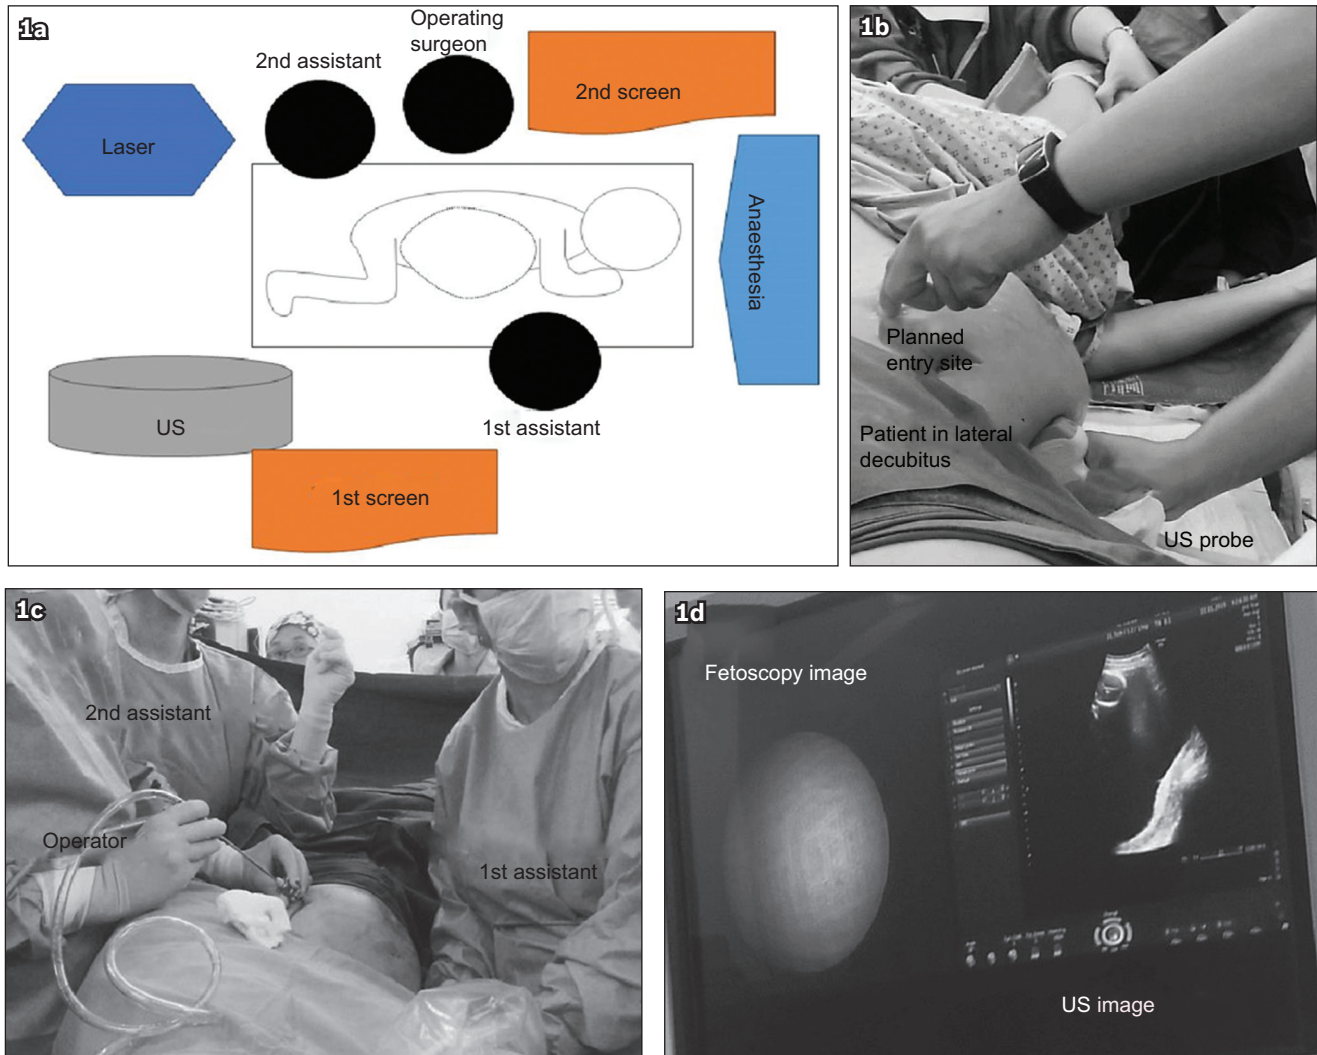 1a
Operating
surgeon
2nd assistant
2nd screen
Laser
Anaesthesia
US
1st assistant
1st screen
1b
Planned
entry site
Patient in lateral
decubitus
US probe
1c
2nd assistant
Operator
1st assistant
1d
Fetoscopy image
US image